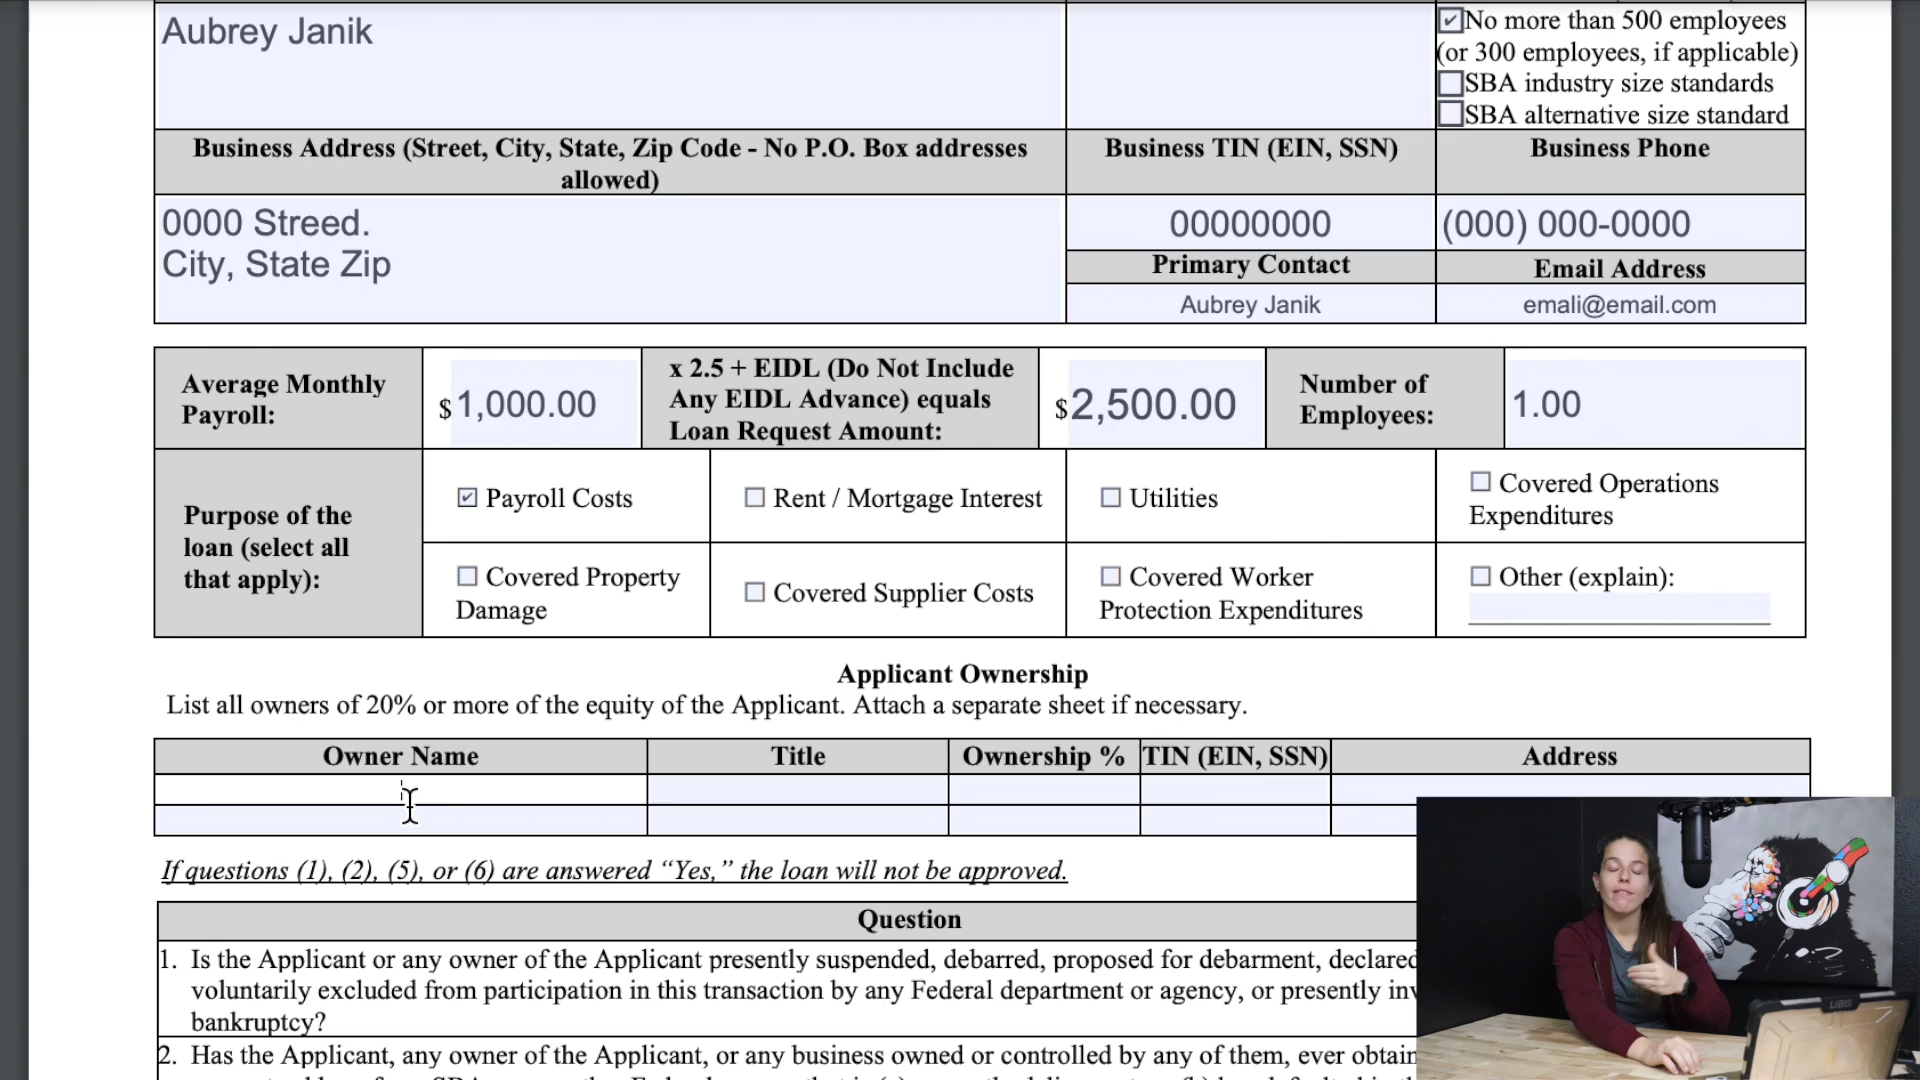 Aubrey Janik
No more than 500 employees
(or 300 employees, if applicable)
SBA industry size standards
SBA alternative size standard
Business Address (Street, City, State, Zip Code - No P.O. Box addresses
allowed)
Business TIN (EIN, SSN)
Business Phone
0000 Streed.
City, State Zip
00000000
(000) 000-0000
Primary Contact
Email Address
Aubrey Janik
emali@email.com
Average Monthly
Payroll:
$ 1,000.00
x 2.5 + EIDL (Do Not Include
Any EIDL Advance) equals
Loan Request Amount:
$ 2,500.00
Number of
Employees:
1.00
Purpose of the
loan (select all
that apply):
Payroll Costs
Rent / Mortgage Interest
Utilities
Covered Operations
Expenditures
Covered Property
Damage
Covered Supplier Costs
Covered Worker
Protection Expenditures
Other (explain):
Applicant Ownership
List all owners of 20% or more of the equity of the Applicant. Attach a separate sheet if necessary.
Owner Name
Title
Ownership %
TIN (EIN, SSN)
Address
If questions (1), (2), (5), or (6) are answered “Yes,” the loan will not be approved.
Question
1. Is the Applicant or any owner of the Applicant presently suspended, debarred, proposed for debarment, declared
voluntarily excluded from participation in this transaction by any Federal department or agency, or presently inv
bankruptcy?
2. Has the Applicant, any owner of the Applicant, or any business owned or controlled by any of them, ever obtain